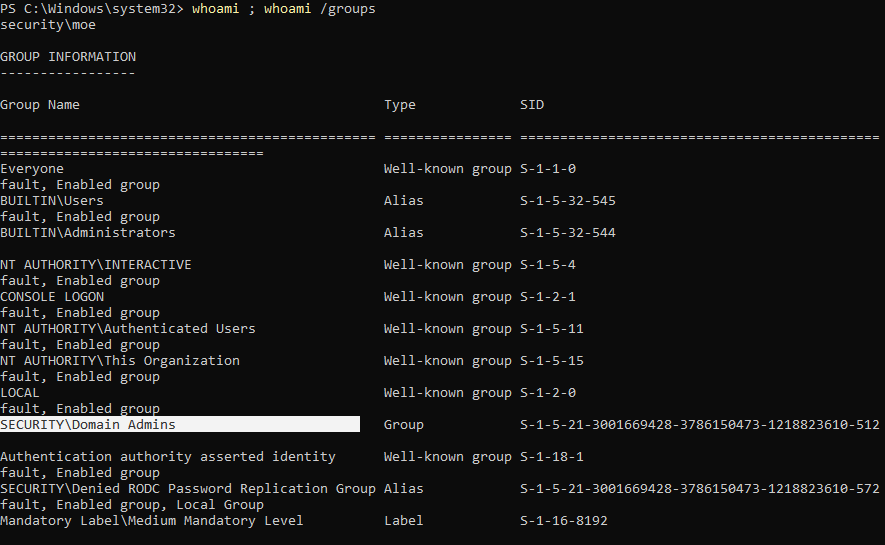 PS C:\Windows\system32> whoami ; whoami /groups
security\moe
GROUP INFORMATION
-----------------
Group Name Type SID
=============================================== ================ =============================================
=================================
Everyone Well-known group S-1-1-0
fault, Enabled group
BUILTIN\Users Alias S-1-5-32-545
fault, Enabled group
BUILTIN\Administrators Alias S-1-5-32-544
NT AUTHORITY\INTERACTIVE Well-known group S-1-5-4
fault, Enabled group
CONSOLE LOGON Well-known group S-1-2-1
fault, Enabled group
NT AUTHORITY\Authenticated Users Well-known group S-1-5-11
fault, Enabled group
NT AUTHORITY\This Organization Well-known group S-1-5-15
fault, Enabled group
LOCAL Well-known group S-1-2-0
fault, Enabled group
SECURITY\Domain Admins Group S-1-5-21-3001669428-3786150473-1218823610-512
Authentication authority asserted identity Well-known group S-1-18-1
fault, Enabled group
SECURITY\Denied RODC Password Replication Group Alias S-1-5-21-3001669428-3786150473-1218823610-572
fault, Enabled group, Local Group
Mandatory Label\Medium Mandatory Level Label S-1-16-8192